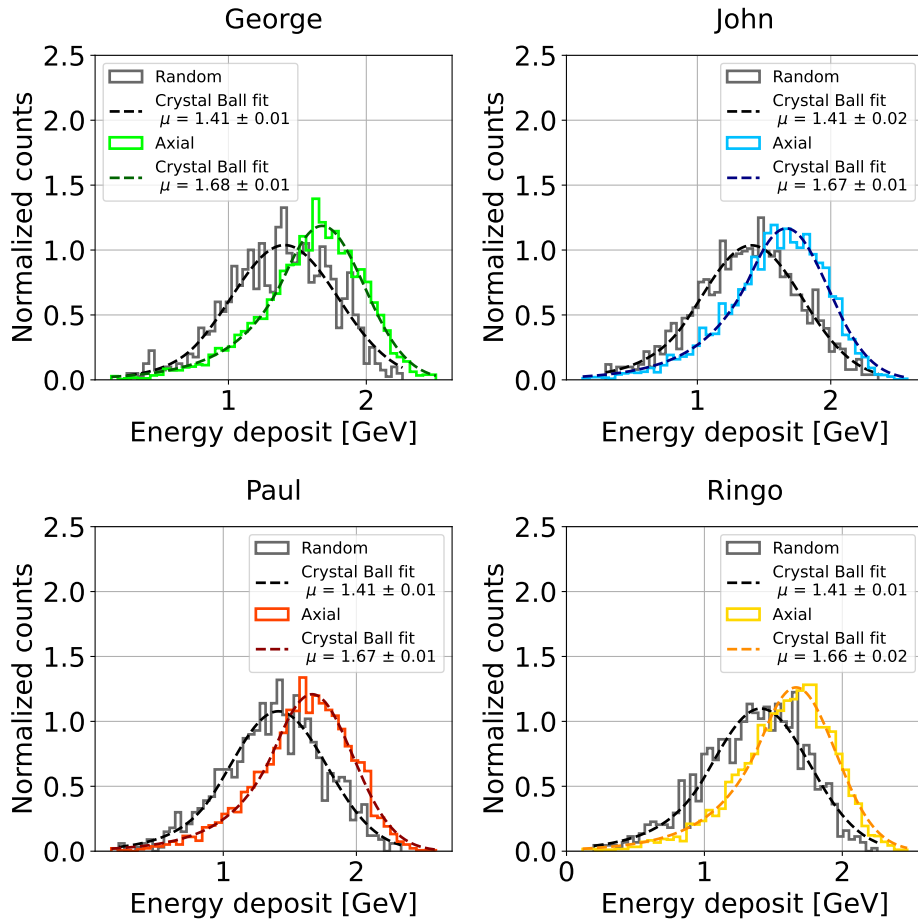 George
2.5
2.0
1.5
1.0
0.5
0.0
Normalized counts
Random
Crystal Ball fit
μ = 1.41 ± 0.01
Axial
Crystal Ball fit
μ = 1.68 ± 0.01
1 2
Energy deposit [GeV]
John
2.5
2.0
1.5
1.0
0.5
0.0
Normalized counts
Random
Crystal Ball fit
μ = 1.41 ± 0.02
Axial
Crystal Ball fit
μ = 1.67 ± 0.01
1 2
Energy deposit [GeV]
Paul
2.5
2.0
1.5
1.0
0.5
0.0
Normalized counts
Random
Crystal Ball fit
μ = 1.41 ± 0.01
Axial
Crystal Ball fit
μ = 1.67 ± 0.01
1 2
Energy deposit [GeV]
Ringo
2.5
2.0
1.5
1.0
0.5
0.0
Normalized counts
Random
Crystal Ball fit
μ = 1.41 ± 0.01
Axial
Crystal Ball fit
μ = 1.66 ± 0.02
0 1 2
Energy deposit [GeV]